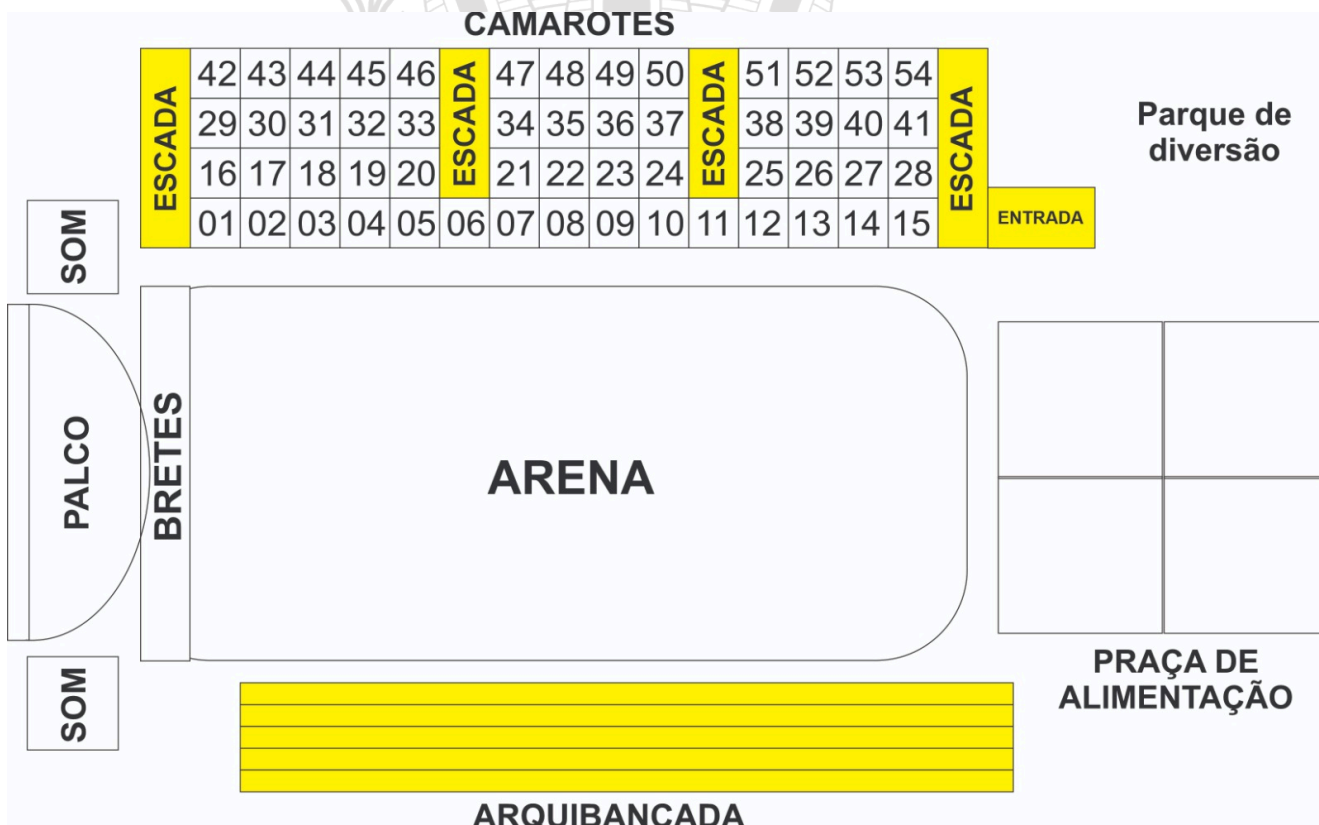 CAMAROTES
ESCADA
42 43 44 45 46
ESCADA
47 48 49 50
ESCADA
51 52 53 54
ESCADA
29 30 31 32 33
34 35 36 37
38 39 40 41
16 17 18 19 20
21 22 23 24
25 26 27 28
01 02 03 04 05 06 07 08 09 10 11 12 13 14 15
ENTRADA
Parque de
diversão
SOM
PALCO
BRETES
ARENA
SOM
PRAÇA DE
ALIMENTAÇÃO
ARQUIBANCADA